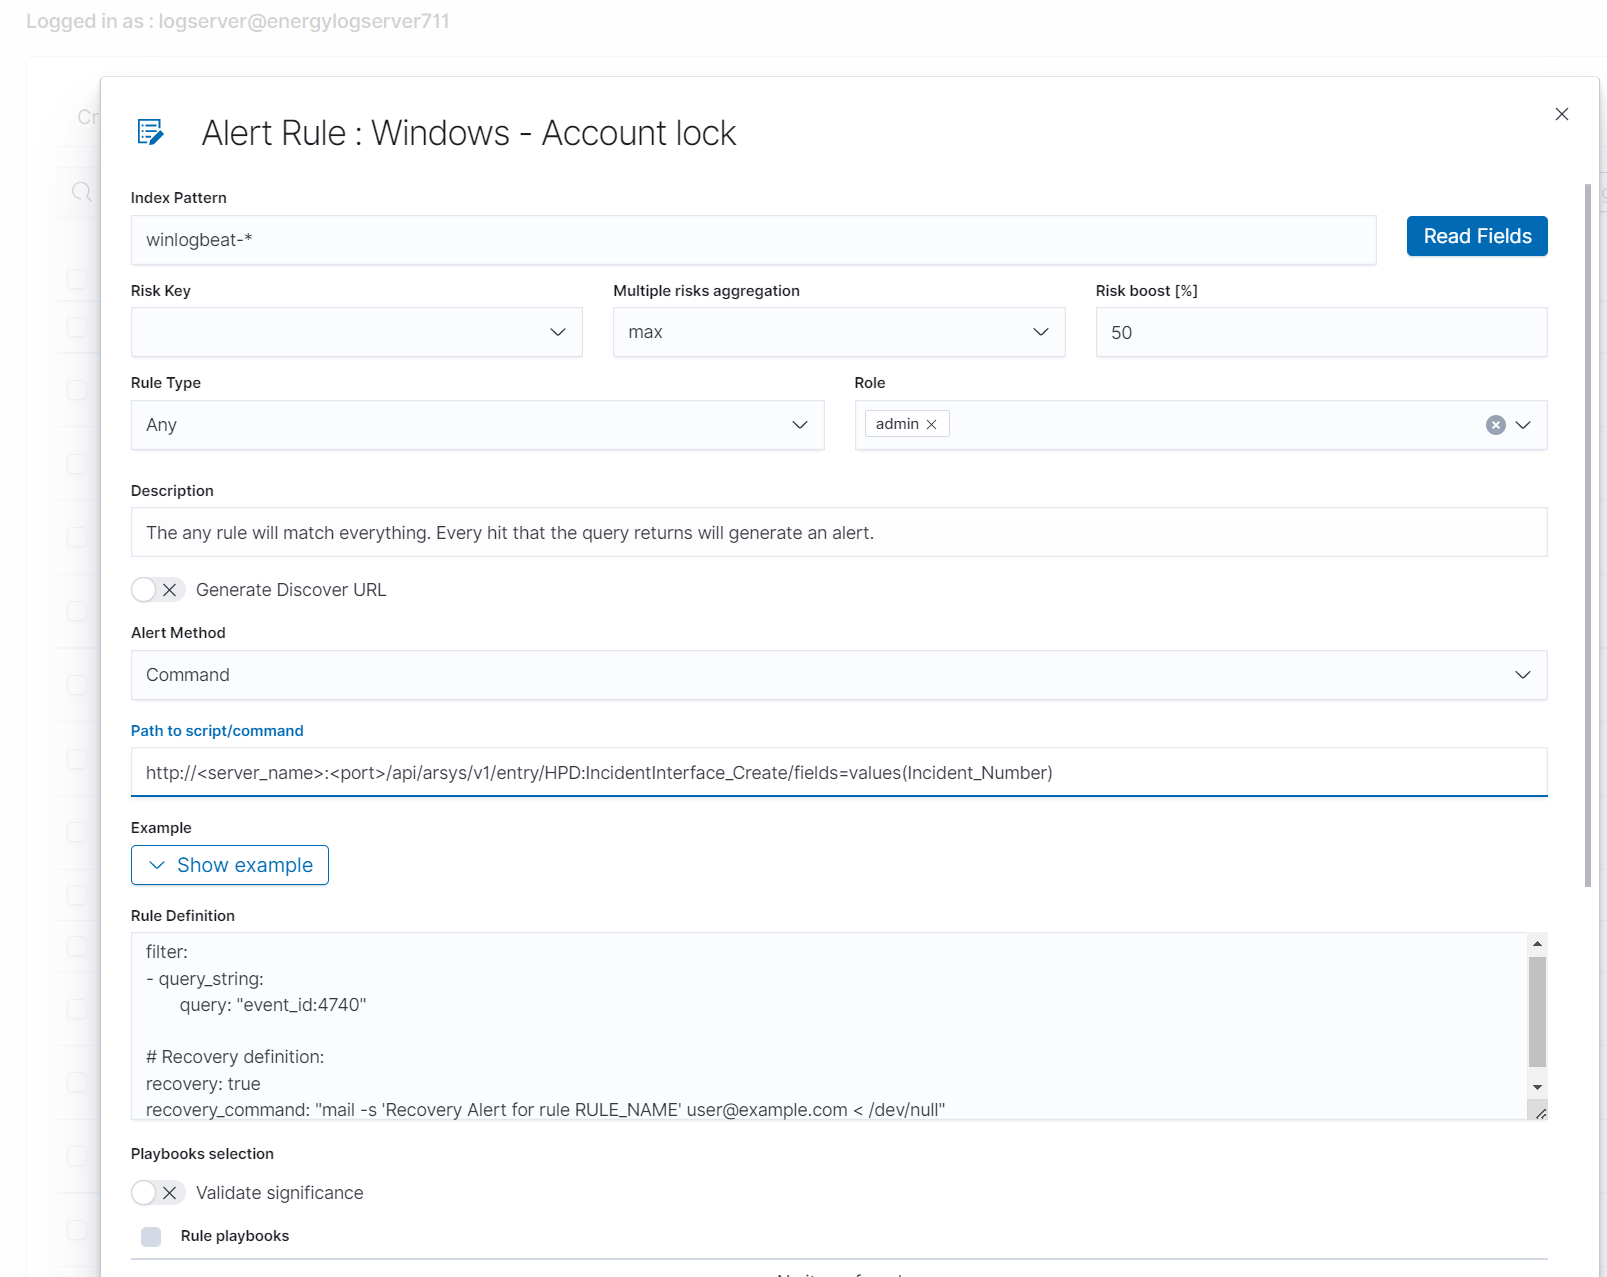 Logged in as : logserver@energylogserver711
Cr
Alert Rule : Windows - Account lock
Index Pattern
winlogbeat-*
Read Fields
Risk Key
Multiple risks aggregation
Risk boost [%]
max
50
Rule Type
Role
Any
admin
Description
The any rule will match everything. Every hit that the query returns will generate an alert.
Generate Discover URL
Alert Method
Command
Path to script/command
http://<server_name>:<port>/api/arsys/v1/entry/HPD:IncidentInterface_Create/fields=values(Incident_Number)
Example
Show example
Rule Definition
filter:
- query_string:
query: "event_id:4740"
# Recovery definition:
recovery: true
recovery_command: "mail -s 'Recovery Alert for rule RULE_NAME' user@example.com < /dev/null"
Playbooks selection
Validate significance
Rule playbooks